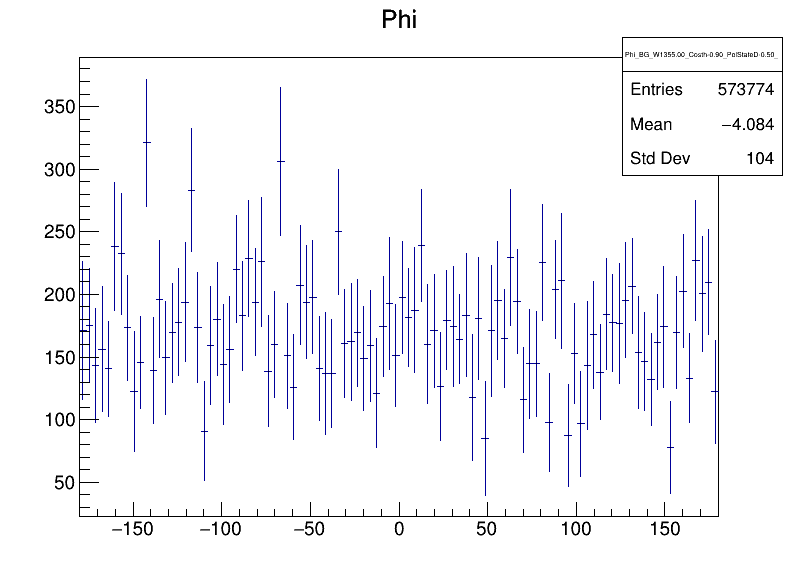 Phi
Phi_BG_W1355.00_Costh-0.90_PolStateD-0.50_
Entries 573774
Mean −4.084
Std Dev 104
350
300
250
200
150
100
50
−150 −100 −50 0 50 100 150